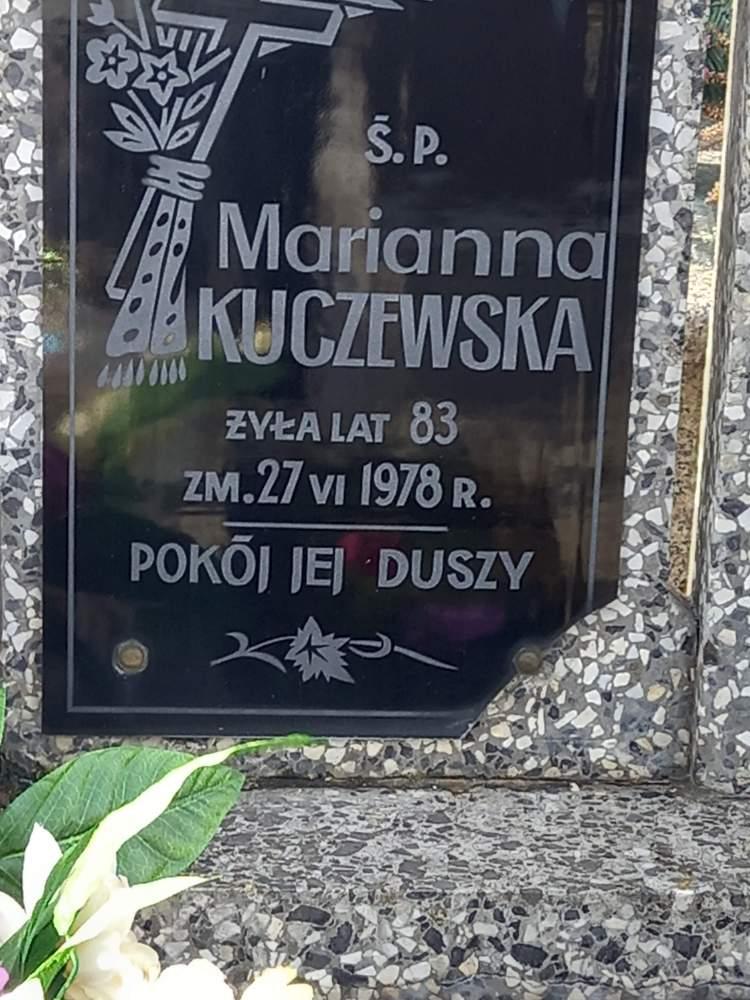 Ś.P.
Marianna
KUCZEWSKA
ŻYŁA LAT 83
ZM. 27 VI 1978 R.
POKÓJ JEJ DUSZY